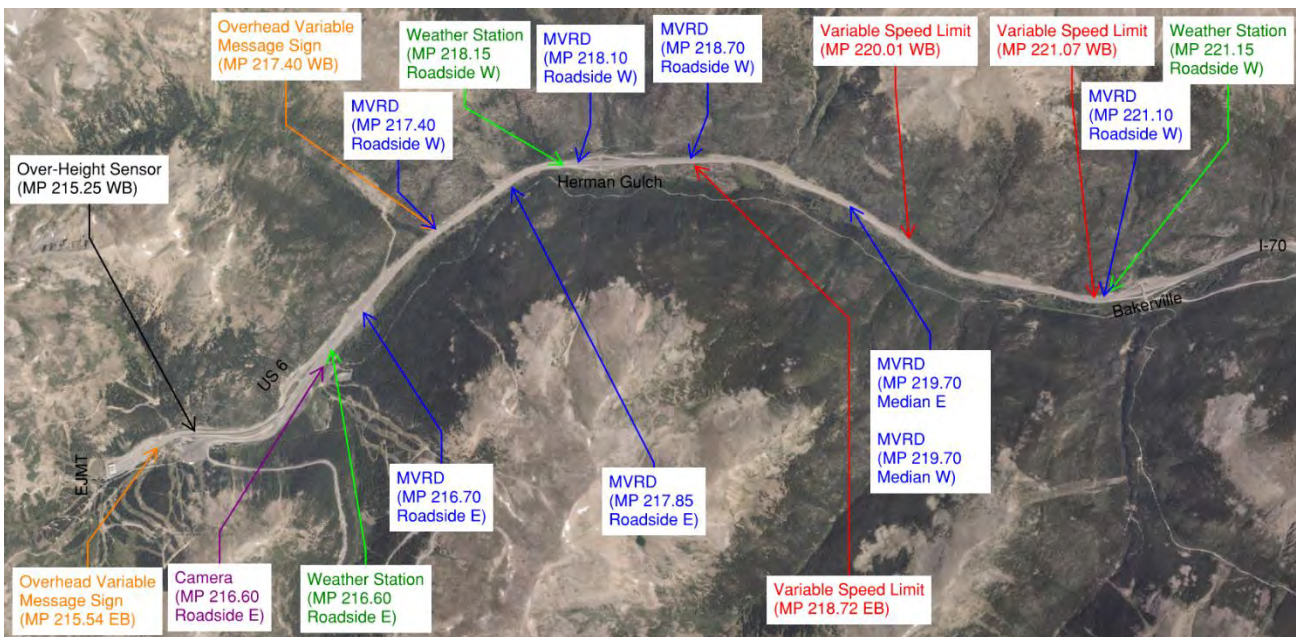 Overhead Variable
Message Sign
(MP 217.40 WB)
Weather Station
(MP 218.15
Roadside W)
MVRD
(MP 218.10
Roadside W)
MVRD
(MP 218.70
Roadside W)
Variable Speed Limit
(MP 220.01 WB)
Variable Speed Limit
(MP 221.07 WB)
Weather Station
(MP 221.15
Roadside W)
MVRD
(MP 217.40
Roadside W)
MVRD
(MP 221.10
Roadside W)
Over-Height Sensor
(MP 215.25 WB)
Herman Gulch
I-70
Bakerville
US 6
EJMT
MVRD
(MP 219.70
Median E
MVRD
(MP 219.70
Median W)
MVRD
(MP 216.70
Roadside E)
MVRD
(MP 217.85
Roadside E)
Overhead Variable
Message Sign
(MP 215.54 EB)
Camera
(MP 216.60
Roadside E)
Weather Station
(MP 216.60
Roadside E)
Variable Speed Limit
(MP 218.72 EB)